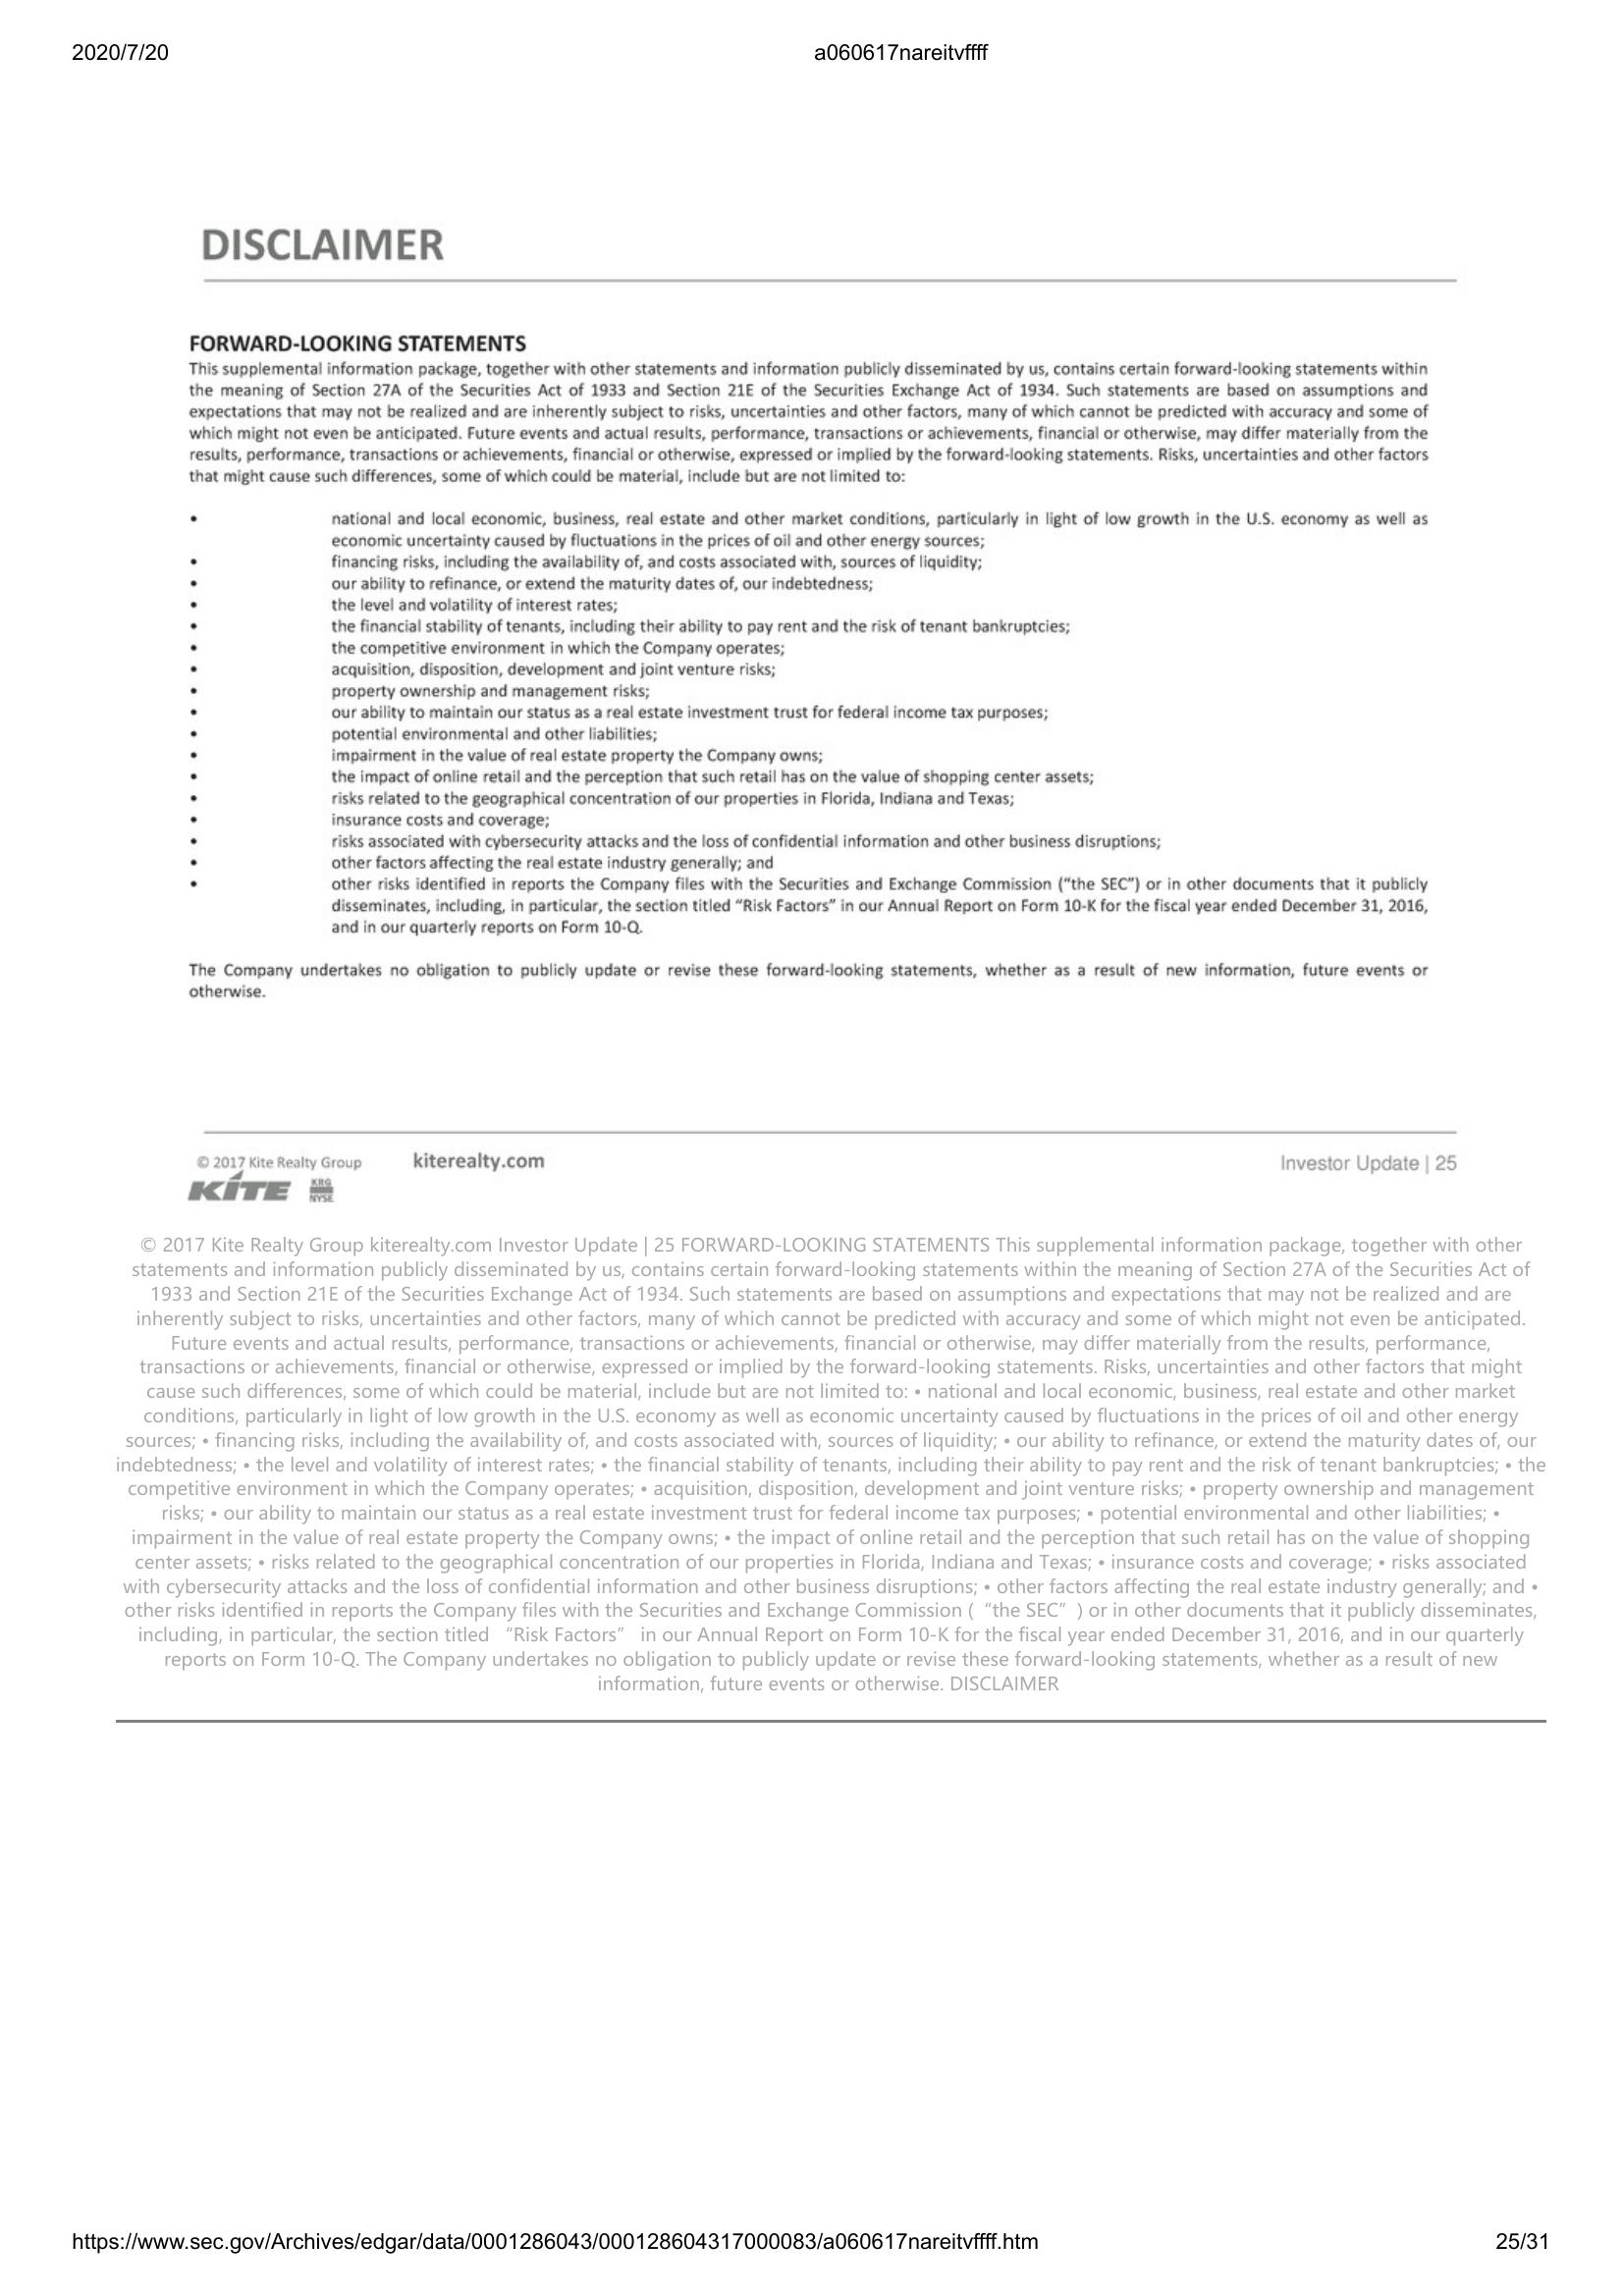 2020/7/20
a060617nareitvffff
DISCLAIMER
FORWARD-LOOKING STATEMENTS
This supplemental information package, together with other statements and information publicly disseminated by us, contains certain forward-looking statements within
the meaning of Section 27A of the Securities Act of 1933 and Section 21E of the Securities Exchange Act of 1934. Such statements are based on assumptions and
expectations that may not be realized and are inherently subject to risks, uncertainties and other factors, many of which cannot be predicted with accuracy and some of
which might not even be anticipated. Future events and actual results, performance, transactions or achievements, financial or otherwise, may differ materially from the
results, performance, transactions or achievements, financial or otherwise, expressed or implied by the forward-looking statements. Risks, uncertainties and other factors
that might cause such differences, some of which could be material, include but are not limited to:
• national and local economic, business, real estate and other market conditions, particularly in light of low growth in the U.S. economy as well as
economic uncertainty caused by fluctuations in the prices of oil and other energy sources;
• financing risks, including the availability of, and costs associated with, sources of liquidity;
• our ability to refinance, or extend the maturity dates of, our indebtedness;
• the level and volatility of interest rates;
• the financial stability of tenants, including their ability to pay rent and the risk of tenant bankruptcies;
• the competitive environment in which the Company operates;
• acquisition, disposition, development and joint venture risks;
• property ownership and management risks;
• our ability to maintain our status as a real estate investment trust for federal income tax purposes;
• potential environmental and other liabilities;
• impairment in the value of real estate property the Company owns;
• the impact of online retail and the perception that such retail has on the value of shopping center assets;
• risks related to the geographical concentration of our properties in Florida, Indiana and Texas;
• insurance costs and coverage;
• risks associated with cybersecurity attacks and the loss of confidential information and other business disruptions;
• other factors affecting the real estate industry generally; and
• other risks identified in reports the Company files with the Securities and Exchange Commission (“the SEC”) or in other documents that it publicly
disseminates, including, in particular, the section titled “Risk Factors” in our Annual Report on Form 10-K for the fiscal year ended December 31, 2016,
and in our quarterly reports on Form 10-Q.
The Company undertakes no obligation to publicly update or revise these forward-looking statements, whether as a result of new information, future events or
otherwise.
© 2017 Kite Realty Group
kiterealty.com
Investor Update | 25
KITE
KRG
NYSE
© 2017 Kite Realty Group kiterealty.com Investor Update | 25 FORWARD-LOOKING STATEMENTS This supplemental information package, together with other
statements and information publicly disseminated by us, contains certain forward-looking statements within the meaning of Section 27A of the Securities Act of
1933 and Section 21E of the Securities Exchange Act of 1934. Such statements are based on assumptions and expectations that may not be realized and are
inherently subject to risks, uncertainties and other factors, many of which cannot be predicted with accuracy and some of which might not even be anticipated.
Future events and actual results, performance, transactions or achievements, financial or otherwise, may differ materially from the results, performance,
transactions or achievements, financial or otherwise, expressed or implied by the forward-looking statements. Risks, uncertainties and other factors that might
cause such differences, some of which could be material, include but are not limited to: • national and local economic, business, real estate and other market
conditions, particularly in light of low growth in the U.S. economy as well as economic uncertainty caused by fluctuations in the prices of oil and other energy
sources; • financing risks, including the availability of, and costs associated with, sources of liquidity; • our ability to refinance, or extend the maturity dates of, our
indebtedness; • the level and volatility of interest rates; • the financial stability of tenants, including their ability to pay rent and the risk of tenant bankruptcies; • the
competitive environment in which the Company operates; • acquisition, disposition, development and joint venture risks; • property ownership and management
risks; • our ability to maintain our status as a real estate investment trust for federal income tax purposes; • potential environmental and other liabilities; •
impairment in the value of real estate property the Company owns; • the impact of online retail and the perception that such retail has on the value of shopping
center assets; • risks related to the geographical concentration of our properties in Florida, Indiana and Texas; • insurance costs and coverage; • risks associated
with cybersecurity attacks and the loss of confidential information and other business disruptions; • other factors affecting the real estate industry generally; and •
other risks identified in reports the Company files with the Securities and Exchange Commission (“the SEC”) or in other documents that it publicly disseminates,
including, in particular, the section titled “Risk Factors” in our Annual Report on Form 10-K for the fiscal year ended December 31, 2016, and in our quarterly
reports on Form 10-Q. The Company undertakes no obligation to publicly update or revise these forward-looking statements, whether as a result of new
information, future events or otherwise. DISCLAIMER
https://www.sec.gov/Archives/edgar/data/0001286043/000128604317000083/a060617nareitvffff.htm
25/31